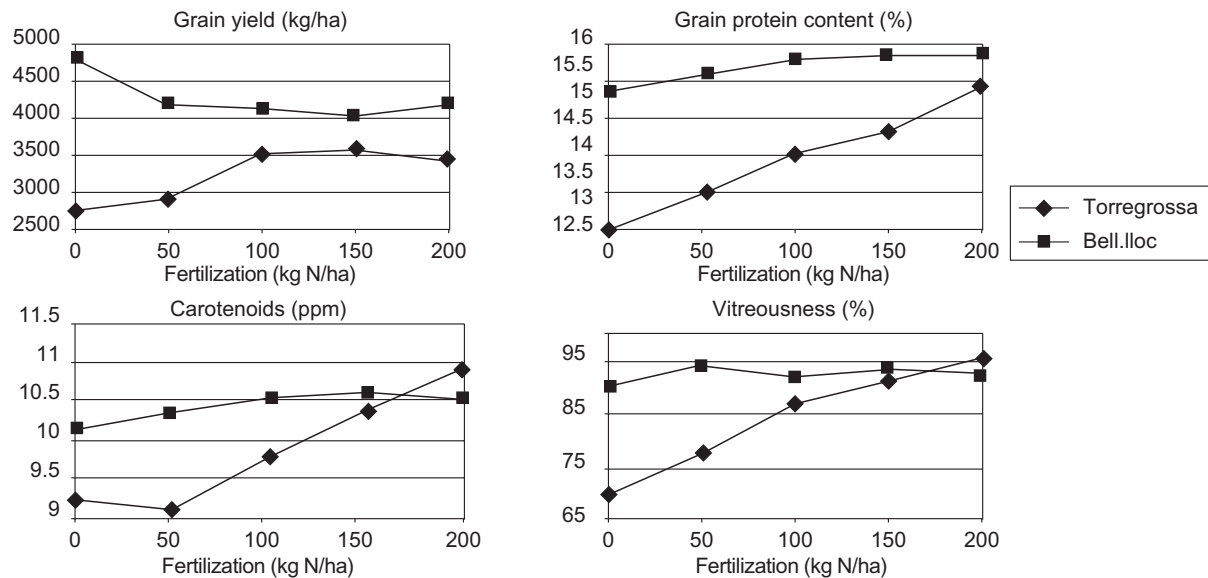 Grain yield (kg/ha)
5000
4500
4000
3500
3000
2500
0 50 100 150 200
Fertilization (kg N/ha)
Grain protein content (%)
16
15.5
15
14.5
14
13.5
13
12.5
0 50 100 150 200
Fertilization (kg N/ha)
Torregrossa
Bell.lloc
Carotenoids (ppm)
11.5
11
10.5
10
9.5
9
0 50 100 150 200
Fertilization (kg N/ha)
Vitreousness (%)
95
85
75
65
0 50 100 150 200
Fertilization (kg N/ha)